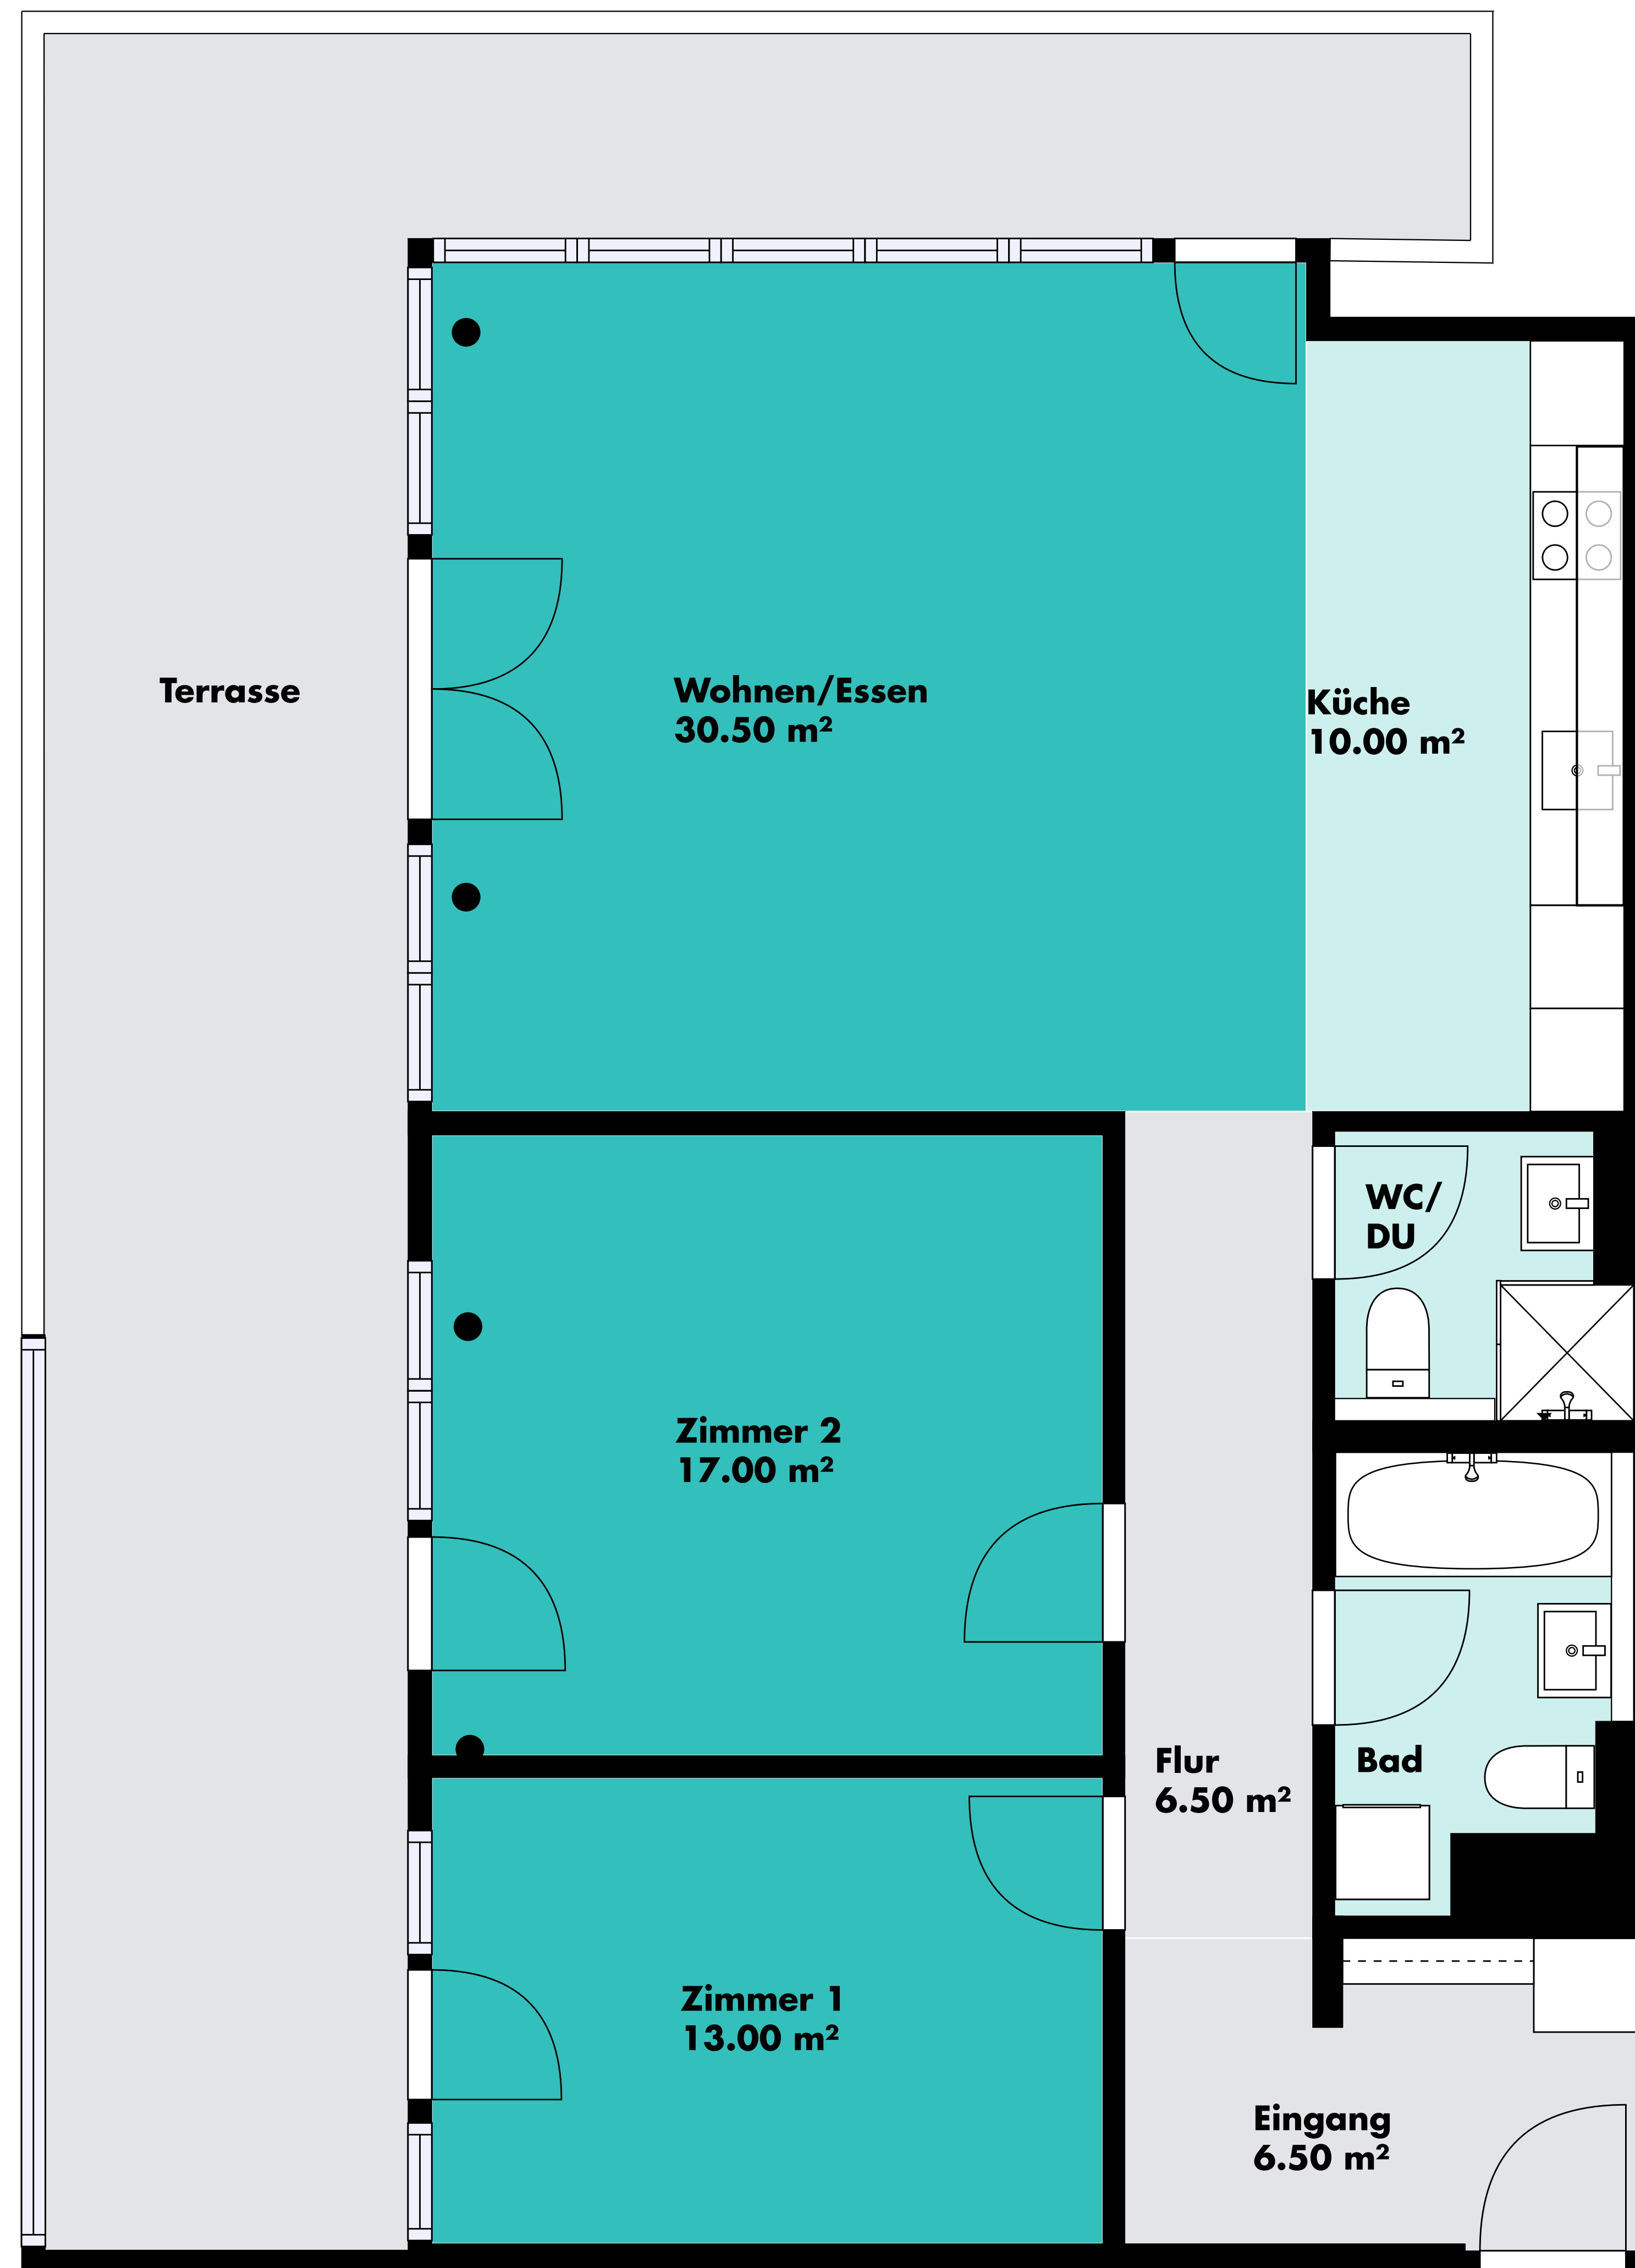 Terrasse
Wohnen/Essen
30.50 m²
Küche
10.00 m²
WC/
DU
Zimmer 2
17.00 m²
Flur
6.50 m²
Bad
Zimmer 1
13.00 m²
Eingang
6.50 m²